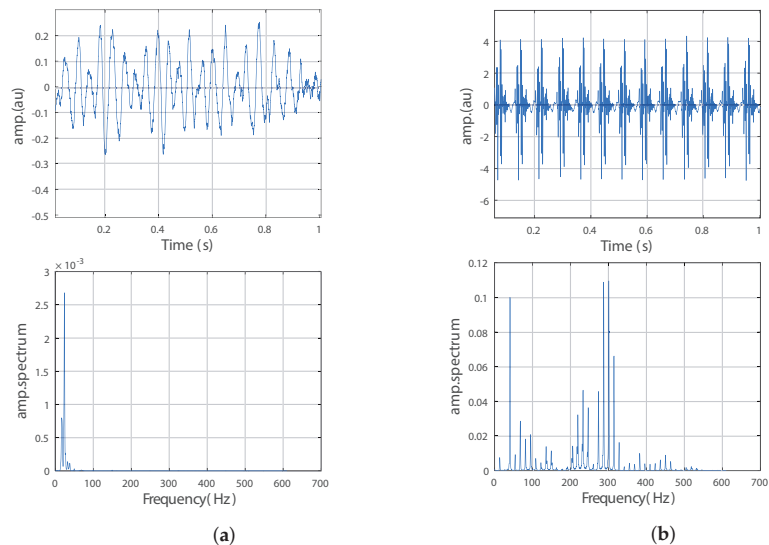 0.2
0.1
0
-0.1
-0.2
-0.3
-0.4
-0.5
amp.(au)
0.2 0.4 0.6 0.8 1
Time (s)
6
4
2
0
-2
-4
-6
amp.(au)
0.2 0.4 0.6 0.8 1
Time (s)
× 10⁻³
3
2.5
2
1.5
1
0.5
0
amp.spectrum
0 100 200 300 400 500 600 700
Frequency( Hz)
0.12
0.1
0.08
0.06
0.04
0.02
0
amp.spectrum
0 100 200 300 400 500 600 700
Frequency( Hz)
(a)
(b)